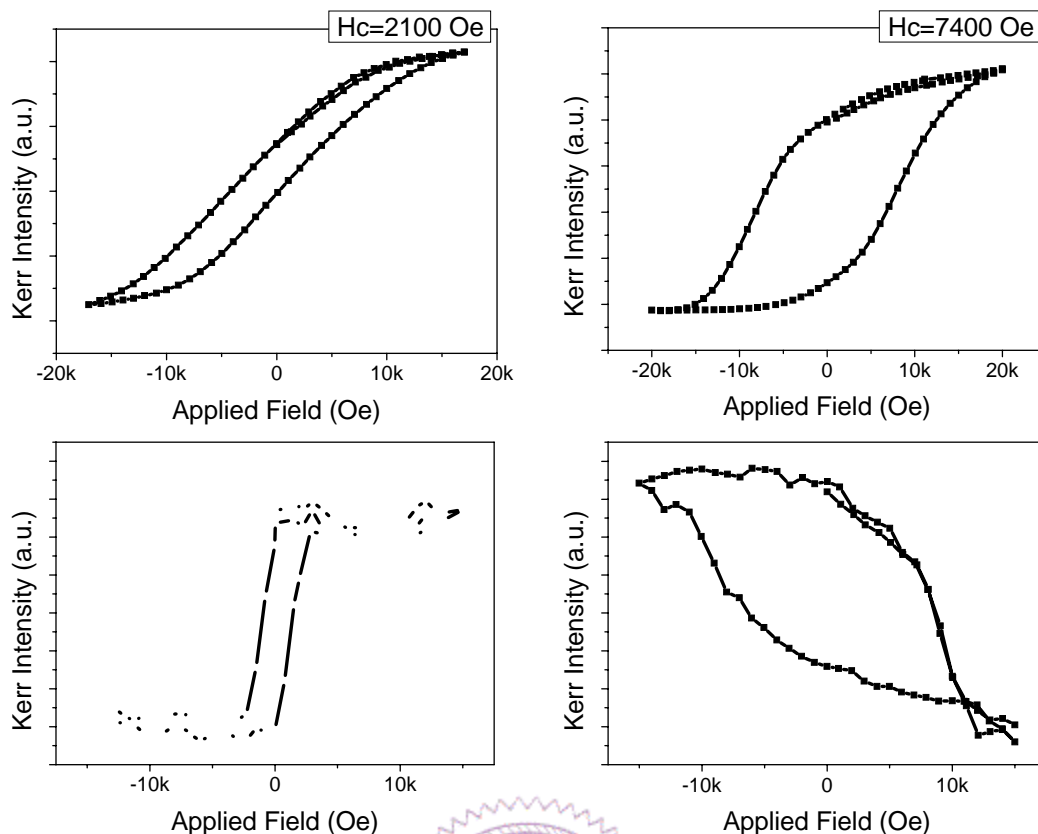 Hc=2100 Oe
Kerr Intensity (a.u.)
-20k -10k 0 10k 20k
Applied Field (Oe)
Hc=7400 Oe
Kerr Intensity (a.u.)
-20k -10k 0 10k 20k
Applied Field (Oe)
Kerr Intensity (a.u.)
-10k 0 10k
Applied Field (Oe)
Kerr Intensity (a.u.)
-10k 0 10k
Applied Field (Oe)